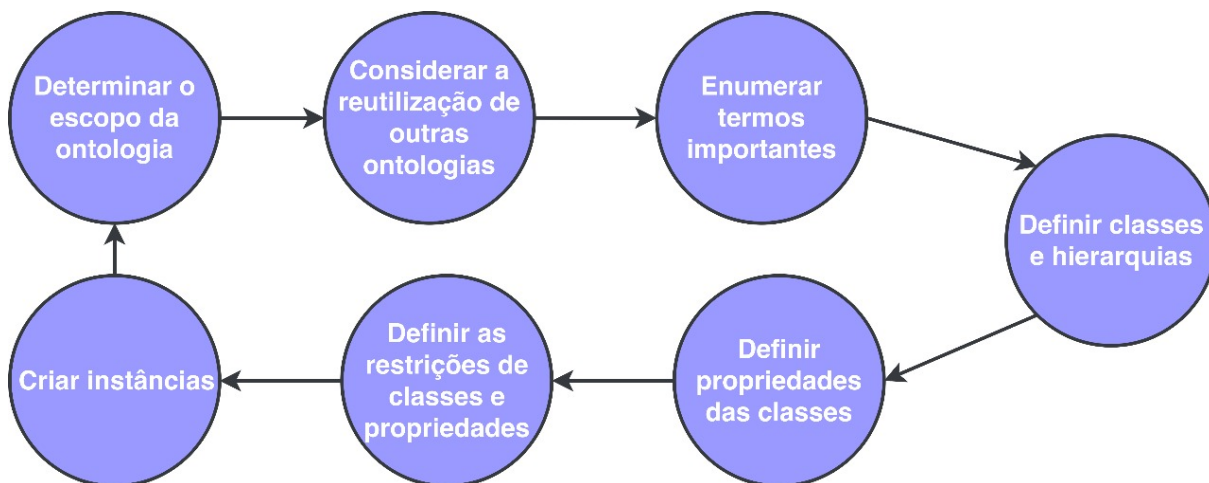 Determinar o
escopo da
ontologia
Considerar a
reutilização de
outras
ontologias
Enumerar
termos
importantes
Definir classes
e hierarquias
Definir
propriedades
das classes
Definir as
restrições de
classes e
propriedades
Criar instâncias